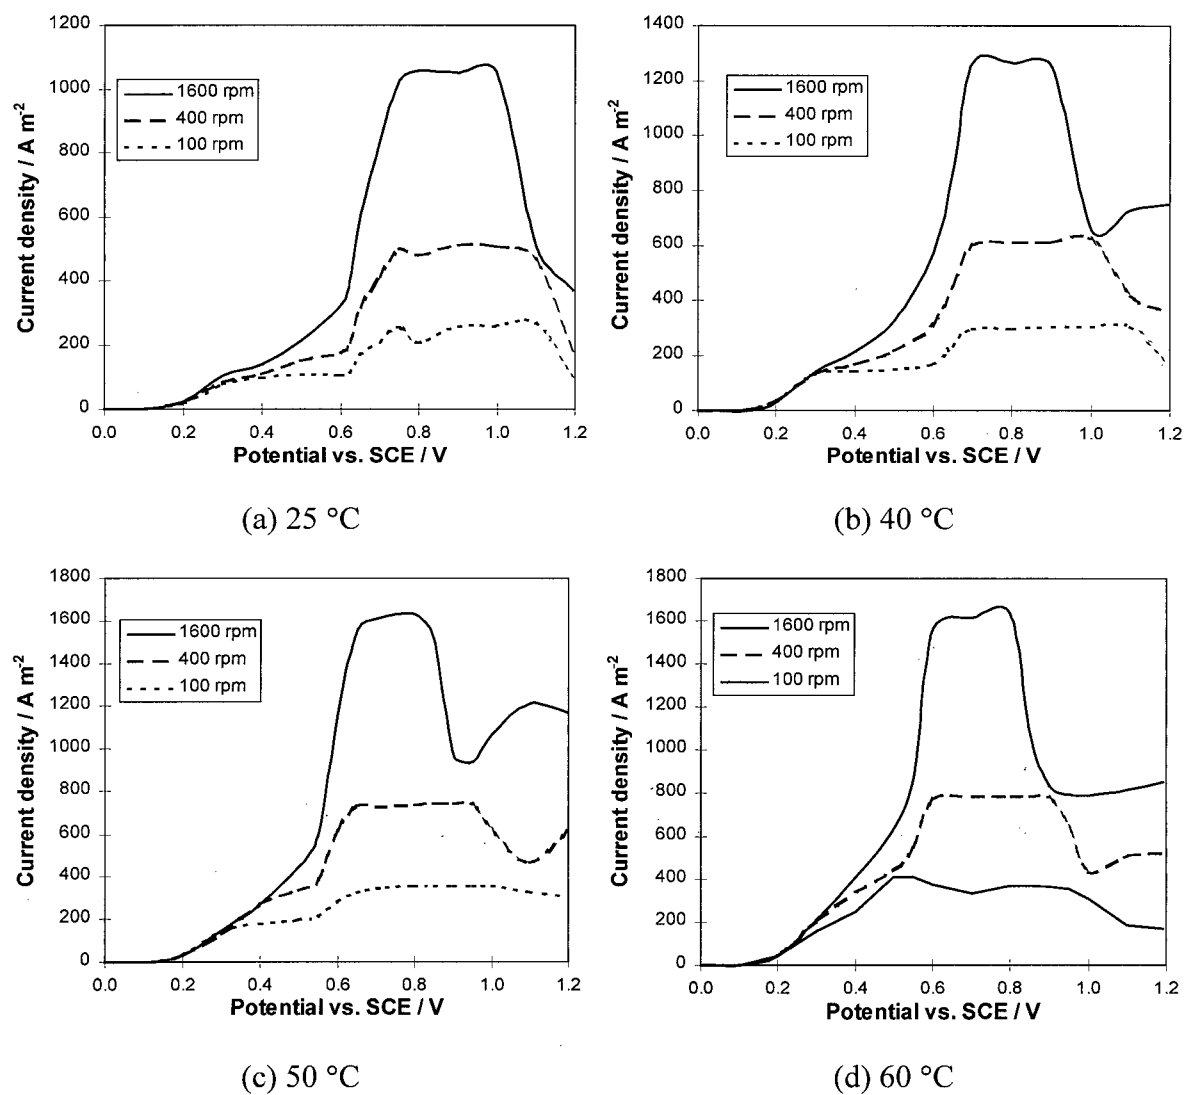 1200
1000
800
600
400
200
0
Current density / A m-2
1600 rpm
400 rpm
100 rpm
0.0 0.2 0.4 0.6 0.8 1.0 1.2
Potential vs. SCE / V
(a) 25 °C
1400
1200
1000
800
600
400
200
0
Current density / A m-2
1600 rpm
400 rpm
100 rpm
0.0 0.2 0.4 0.6 0.8 1.0 1.2
Potential vs. SCE / V
(b) 40 °C
1800
1600
1400
1200
1000
800
600
400
200
0
Current density / A m-2
1600 rpm
400 rpm
100 rpm
0.0 0.2 0.4 0.6 0.8 1.0 1.2
Potential vs. SCE / V
(c) 50 °C
1800
1600
1400
1200
1000
800
600
400
200
0
Current density / A m-2
1600 rpm
400 rpm
100 rpm
0.0 0.2 0.4 0.6 0.8 1.0 1.2
Potential vs. SCE / V
(d) 60 °C